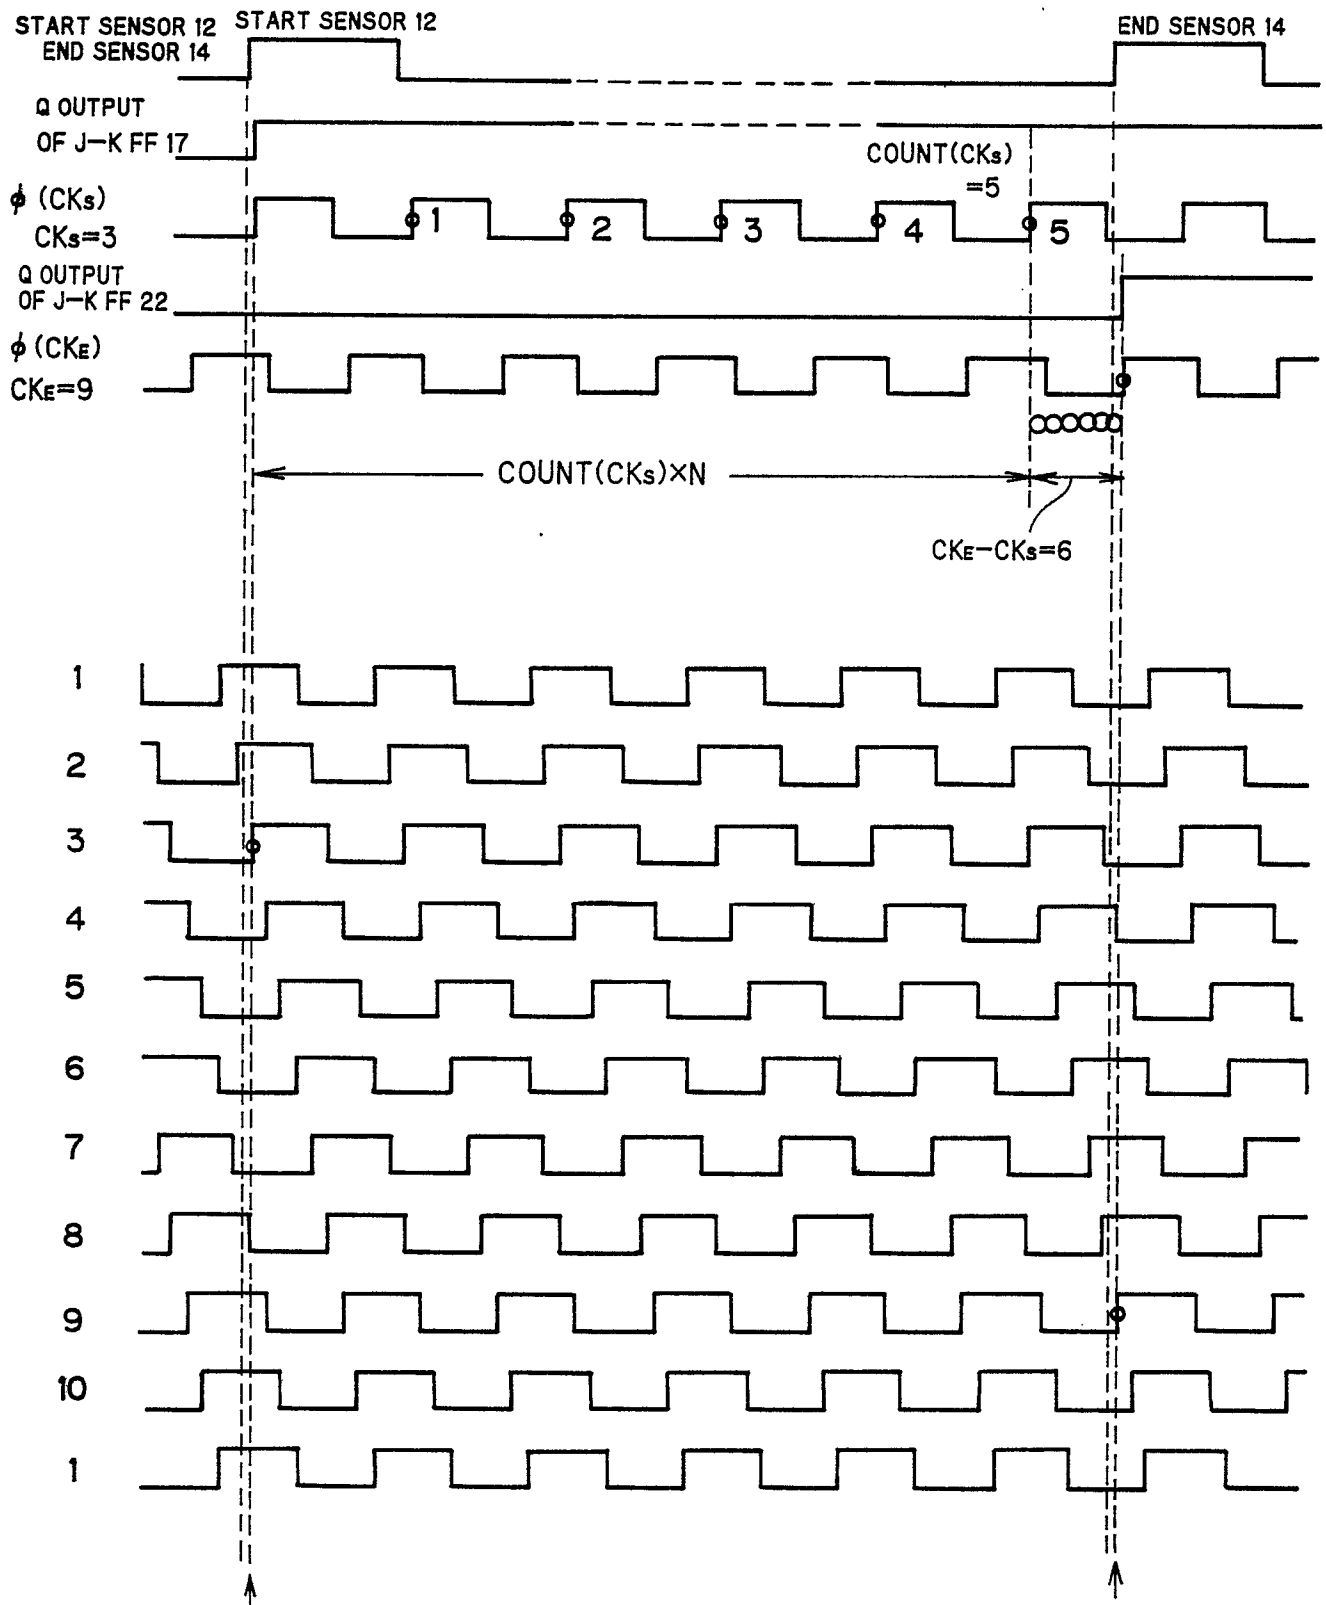 START SENSOR 12
END SENSOR 14
START SENSOR 12
END SENSOR 14
Q OUTPUT
OF J-K FF 17
COUNT(CKs)
=5
ϕ (CKs)
CKs=3
1 2 3 4 5
Q OUTPUT
OF J-K FF 22
ϕ (CKE)
CKE=9
COUNT(CKs)×N
CKE-CKs=6
1
2
3
4
5
6
7
8
9
10
1